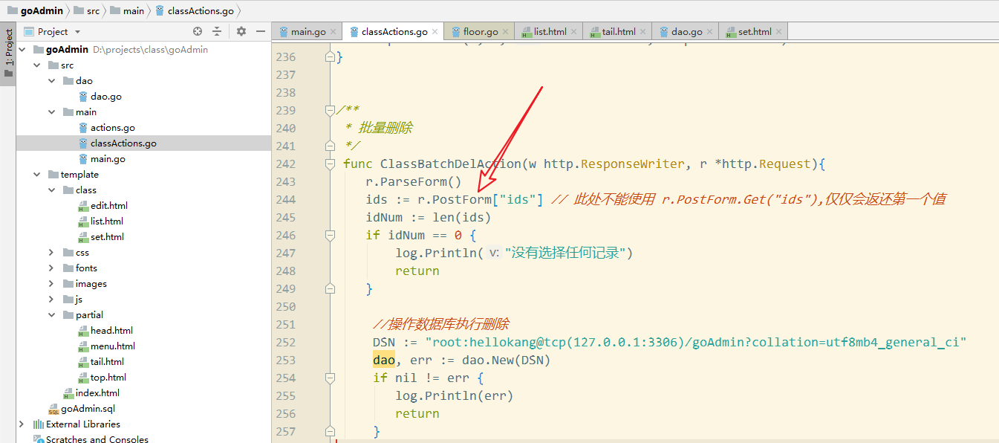 goAdmin src main classActions.go
1: Project
Project
main.go classActions.go floor.go list.html tail.html dao.go set.html
goAdmin D:\projects\class\goAdmin
src
dao
dao.go
main
actions.go
classActions.go
main.go
template
class
edit.html
list.html
set.html
css
fonts
images
js
partial
head.html
menu.html
tail.html
top.html
index.html
goAdmin.sql
External Libraries
Scratches and Consoles
236 }
237
238
239 /**
240 * 批量删除
241 */
242 func ClassBatchDelAction(w http.ResponseWriter, r *http.Request){
243 r.ParseForm()
244 ids := r.PostForm["ids"] // 此处不能使用 r.PostForm.Get("ids"),仅仅会返还第一个值
245 idNum := len(ids)
246 if idNum == 0 {
247 log.Println( v: "没有选择任何记录")
248 return
249 }
250
251 //操作数据库执行删除
252 DSN := "root:hellokang@tcp(127.0.0.1:3306)/goAdmin?collation=utf8mb4_general_ci"
253 dao, err := dao.New(DSN)
254 if nil != err {
255 log.Println(err)
256 return
257 }